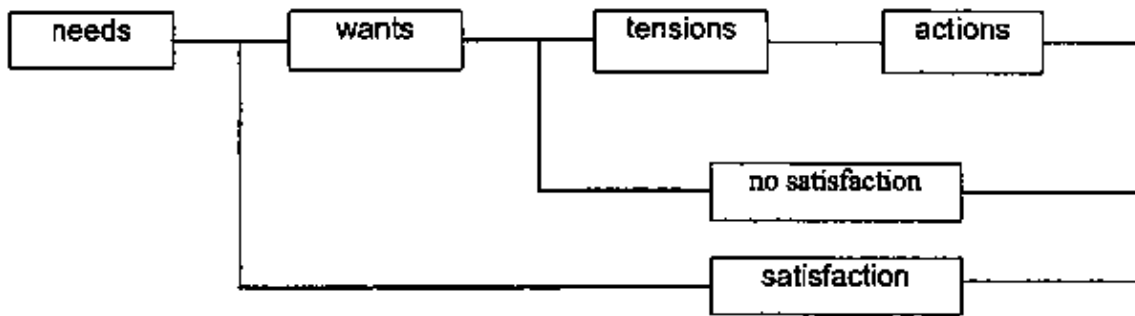 needs
wants
tensions
actions
no satisfaction
satisfaction